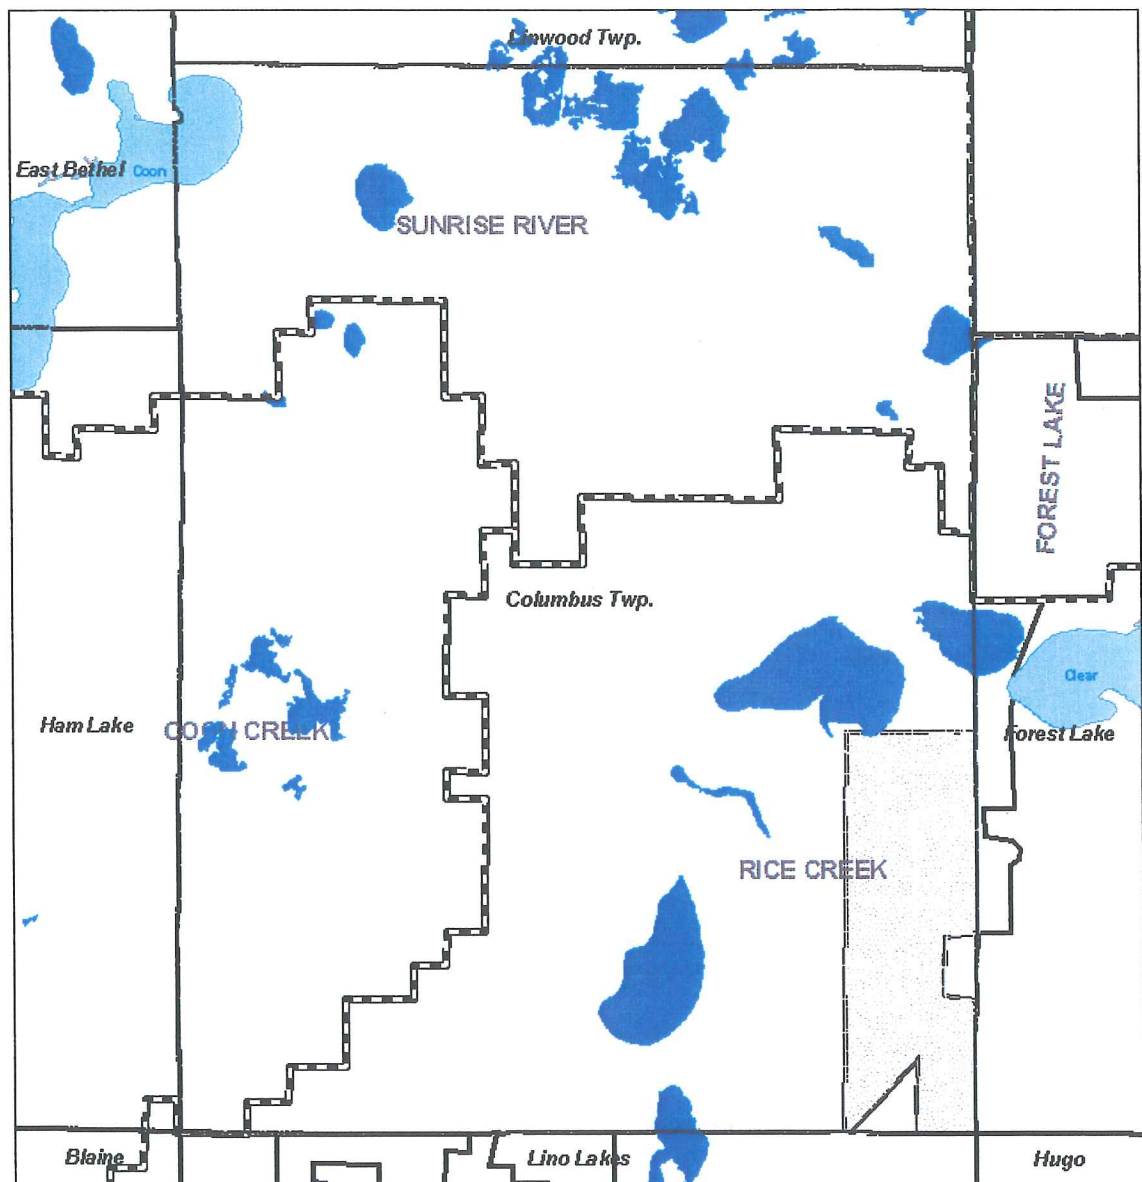 Linwood Twp.
East Bethel
Coon
SUNRISE RIVER
FOREST LAKE
Columbus Twp.
Clear
Ham Lake
COON CREEK
Forest Lake
RICE CREEK
Blaine
Lino Lakes
Hugo